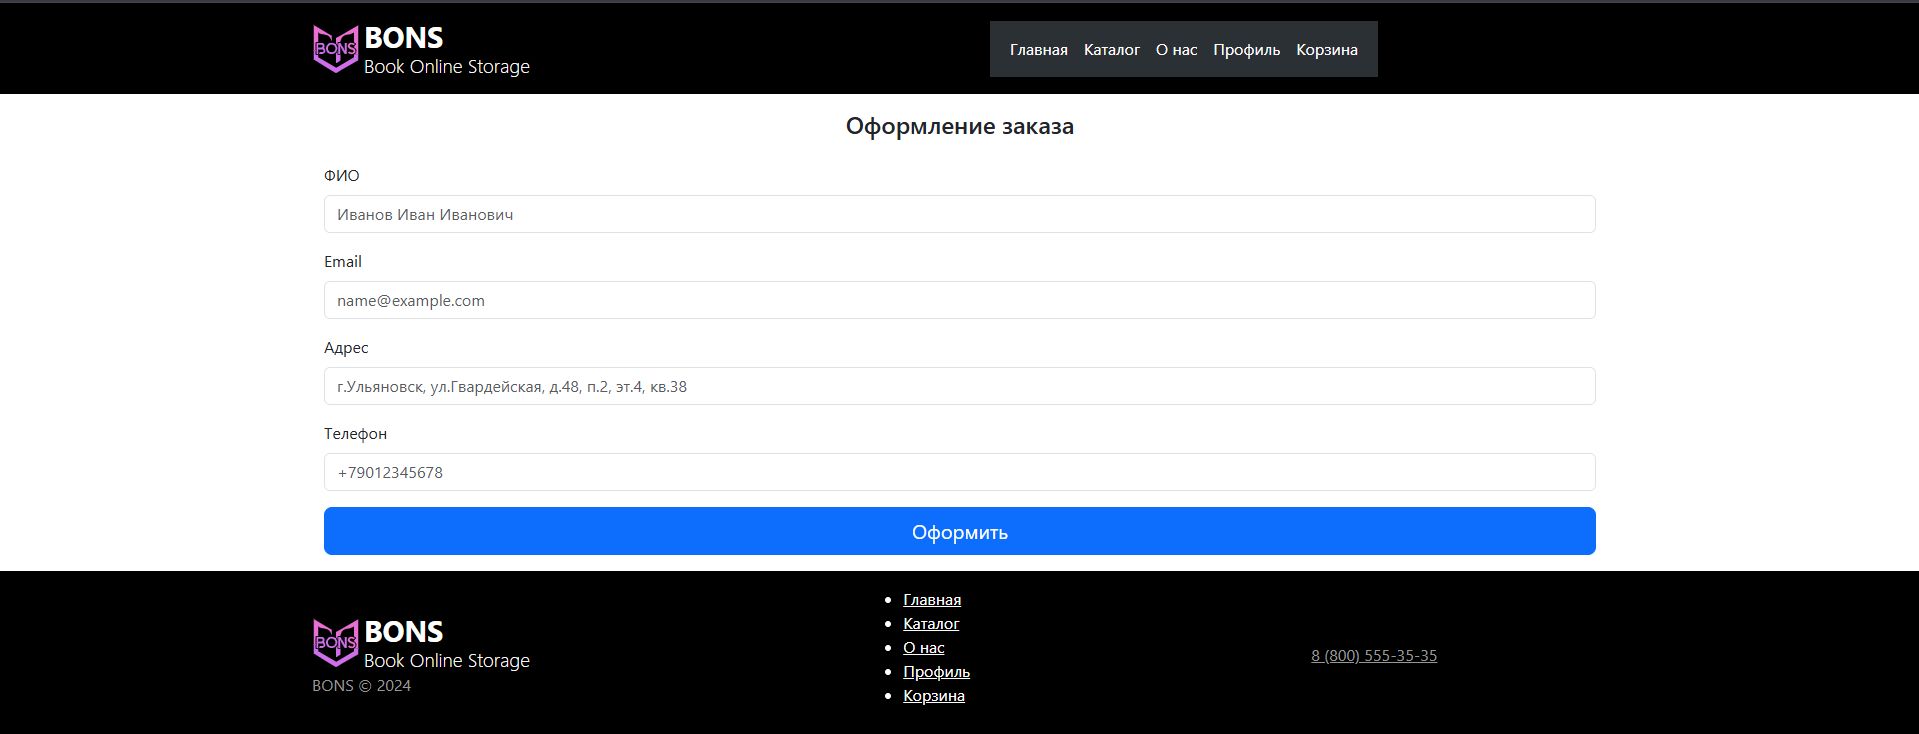 BONS
BONS
Book Online Storage
Главная Каталог О нас Профиль Корзина
Оформление заказа
ФИО
Иванов Иван Иванович
Email
name@example.com
Адрес
г.Ульяновск, ул.Гвардейская, д.48, п.2, эт.4, кв.38
Телефон
+79012345678
Оформить
BONS
BONS
Book Online Storage
BONS © 2024
Главная
Каталог
О нас
Профиль
Корзина
8 (800) 555-35-35